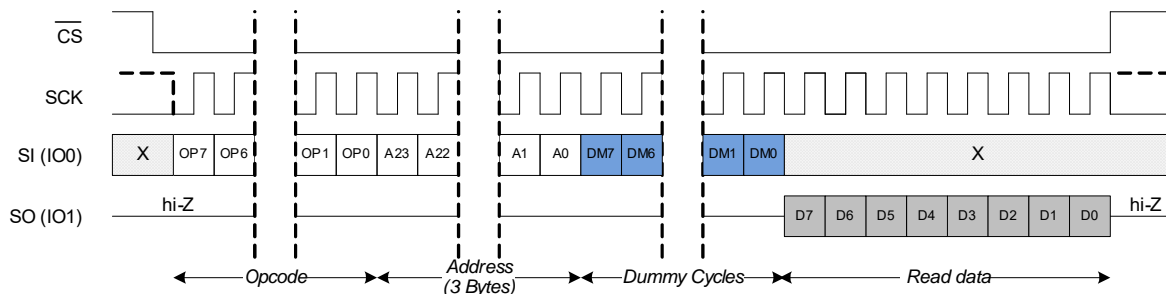 CS
SCK
SI (IO0) X OP7 OP6 OP1 OP0 A23 A22 A1 A0 DM7 DM6 DM1 DM0 X
SO (IO1) hi-Z D7 D6 D5 D4 D3 D2 D1 D0 hi-Z
Opcode Address (3 Bytes) Dummy Cycles Read data